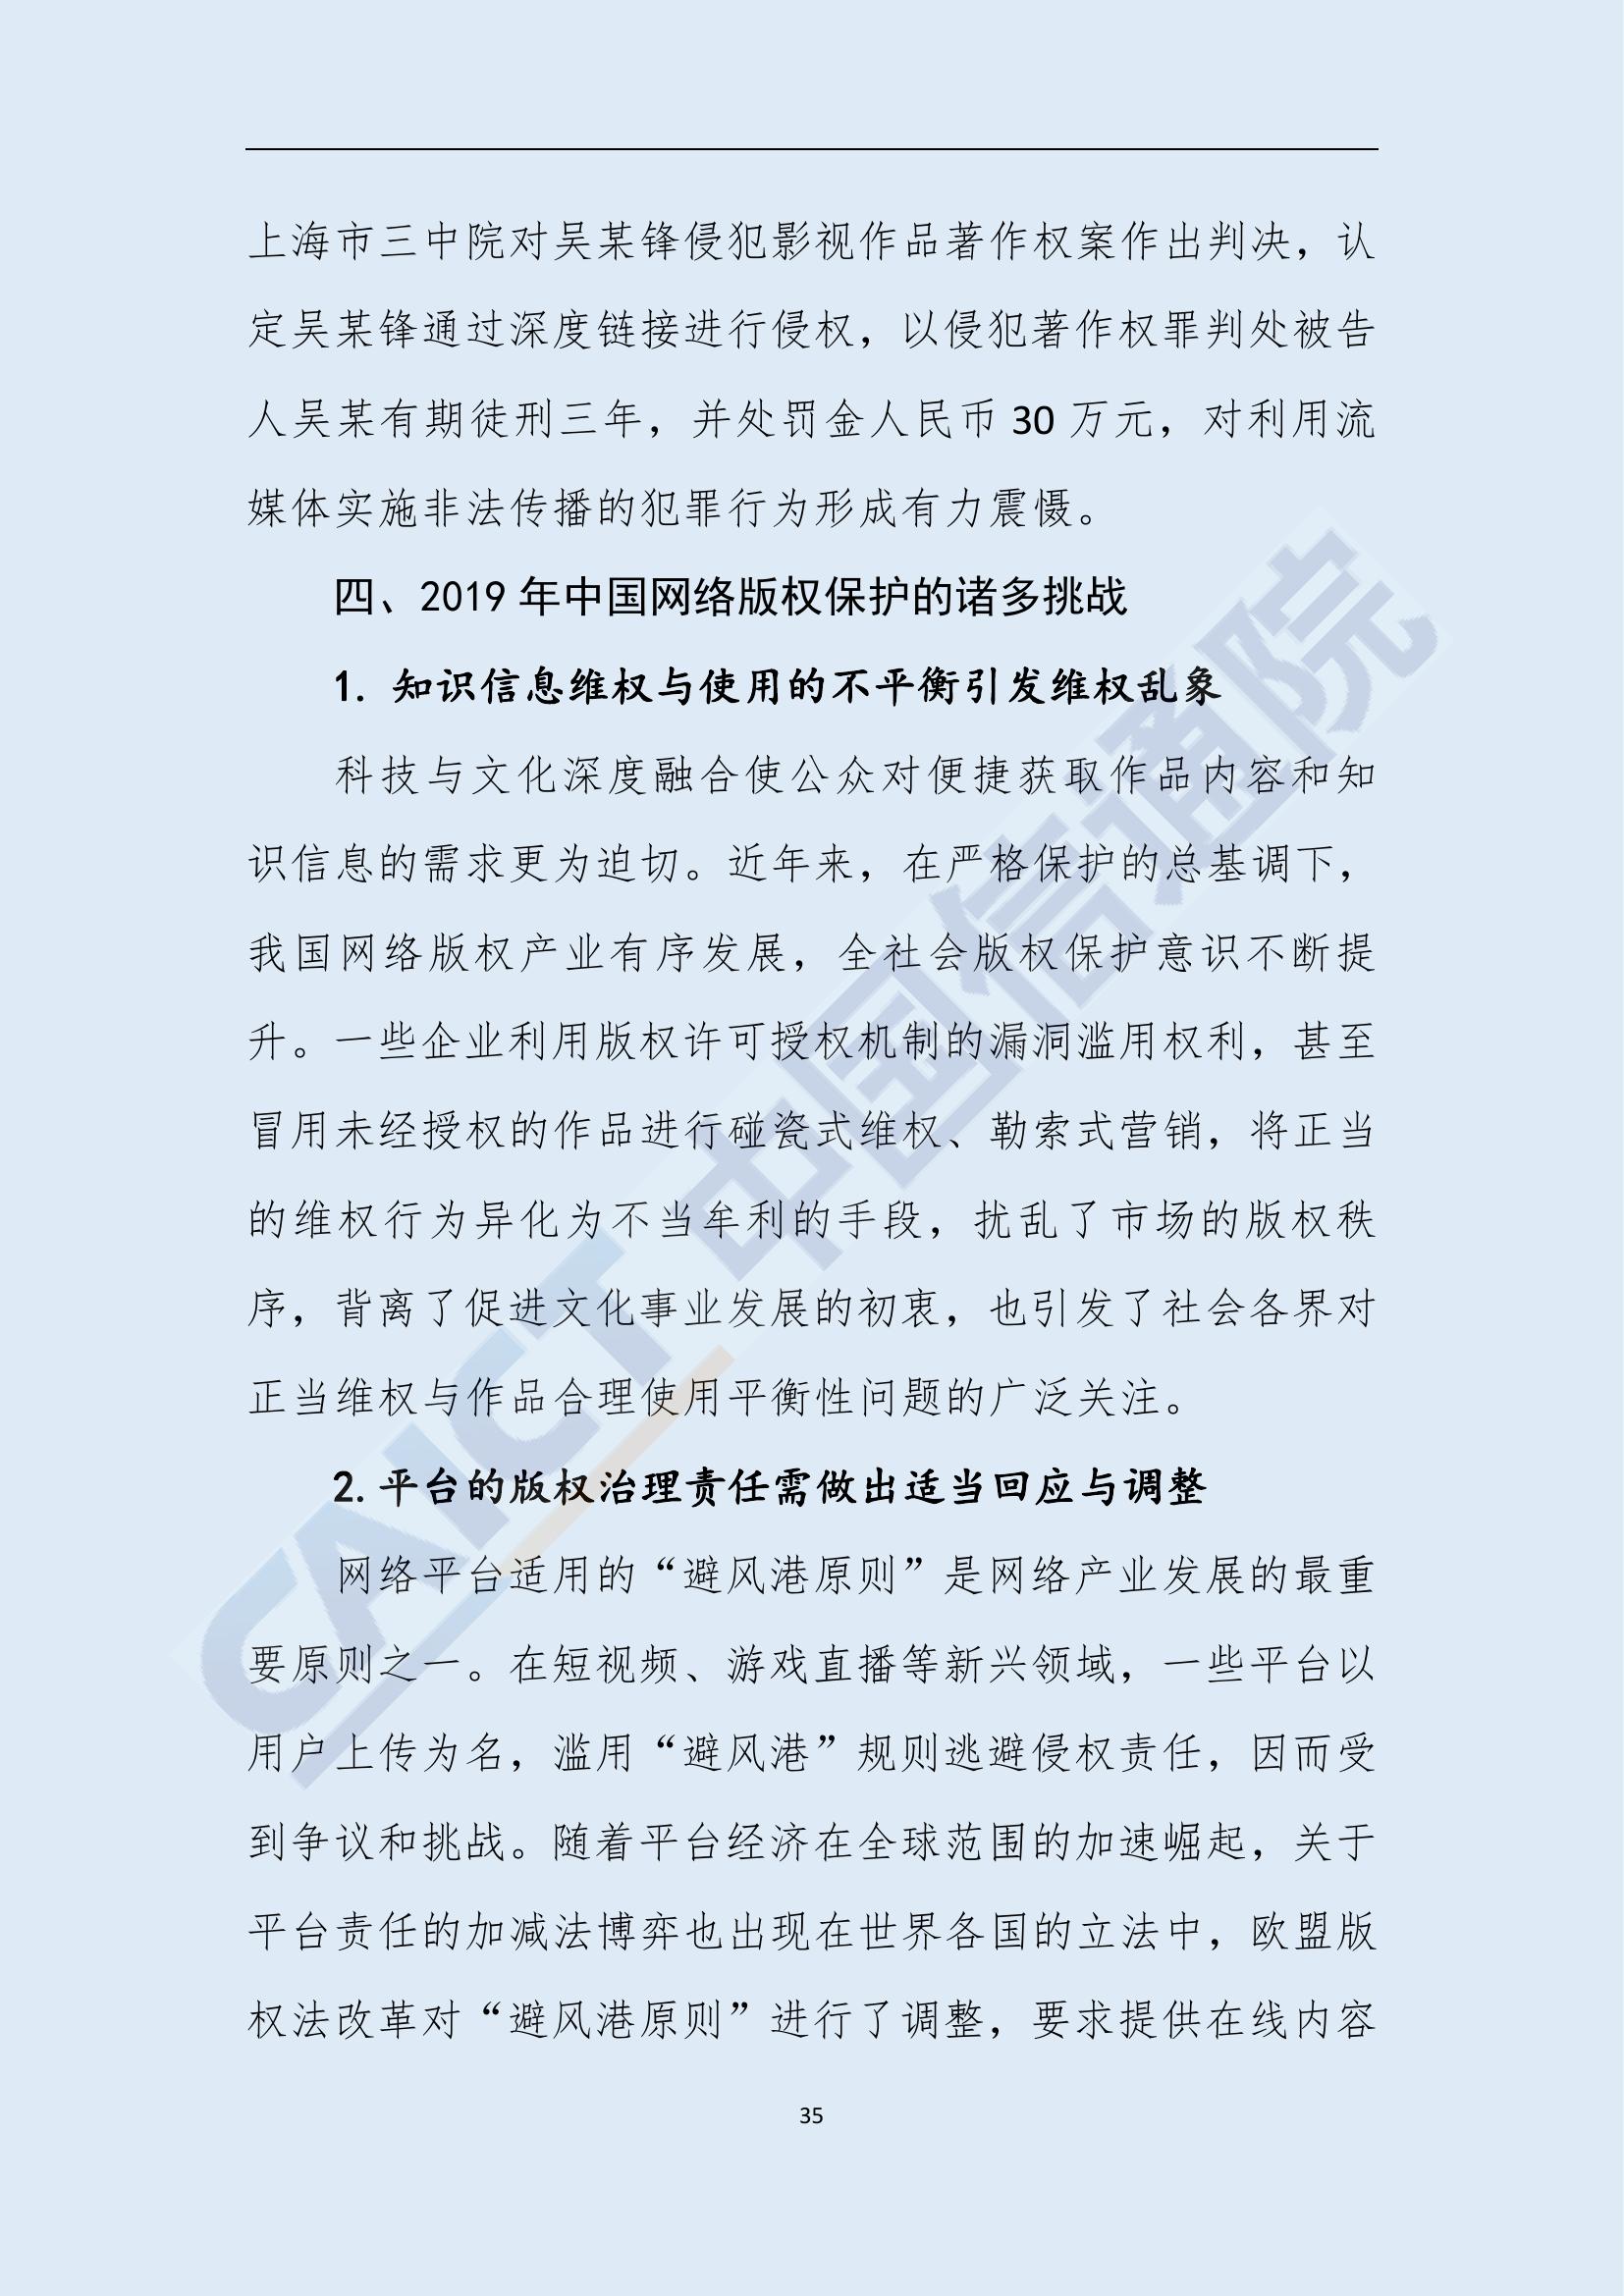 上海市三中院对吴某锋侵犯影视作品著作权案作出判决，认
定吴某锋通过深度链接进行侵权，以侵犯著作权罪判处被告
人吴某有期徒刑三年，并处罚金人民币 30 万元，对利用流
媒体实施非法传播的犯罪行为形成有力震慑。
四、2019 年中国网络版权保护的诸多挑战
1. 知识信息维权与使用的不平衡引发维权乱象
科技与文化深度融合使公众对便捷获取作品内容和知
识信息的需求更为迫切。近年来，在严格保护的总基调下，
我国网络版权产业有序发展，全社会版权保护意识不断提
升。一些企业利用版权许可授权机制的漏洞滥用权利，甚至
冒用未经授权的作品进行碰瓷式维权、勒索式营销，将正当
的维权行为异化为不当牟利的手段，扰乱了市场的版权秩
序，背离了促进文化事业发展的初衷，也引发了社会各界对
正当维权与作品合理使用平衡性问题的广泛关注。
2.平台的版权治理责任需做出适当回应与调整
网络平台适用的“避风港原则”是网络产业发展的最重
要原则之一。在短视频、游戏直播等新兴领域，一些平台以
用户上传为名，滥用“避风港”规则逃避侵权责任，因而受
到争议和挑战。随着平台经济在全球范围的加速崛起，关于
平台责任的加减法博弈也出现在世界各国的立法中，欧盟版
权法改革对“避风港原则”进行了调整，要求提供在线内容
35
CAICT 中国信通院